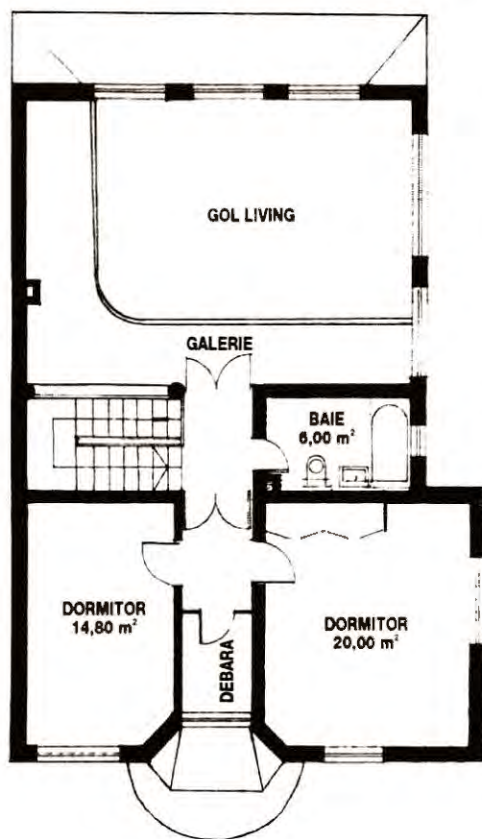 GOL LIVING
GALERIE
BAIE
6,00 m²
DORMITOR
14,80 m²
DEBARA
DORMITOR
20,00 m²